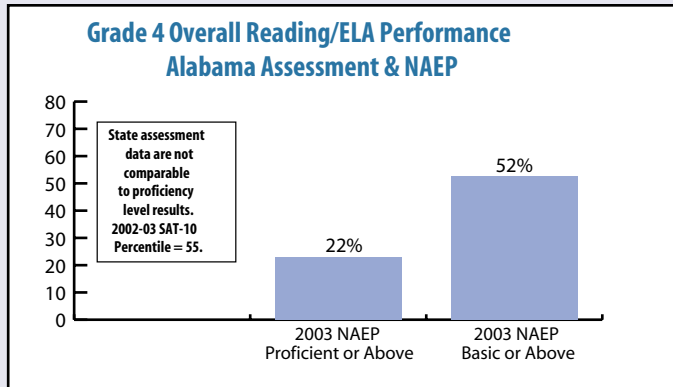 Grade 4 Overall Reading/ELA Performance
Alabama Assessment & NAEP
80
70
60
50
40
30
20
10
0
State assessment
data are not
comparable
to proficiency
level results.
2002-03 SAT-10
Percentile = 55.
22%
52%
2003 NAEP
Proficient or Above
2003 NAEP
Basic or Above